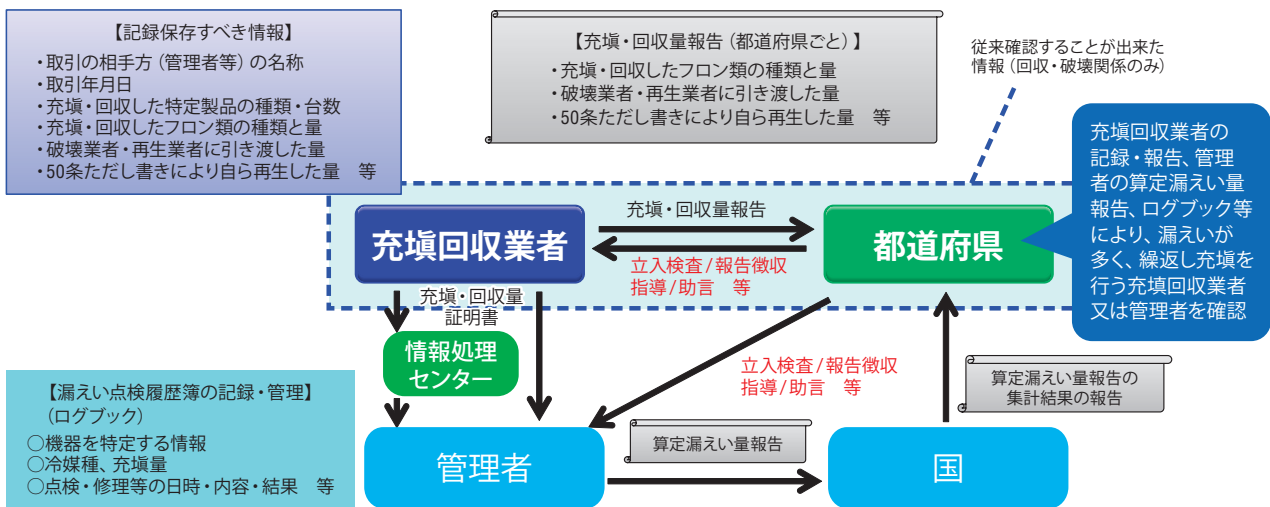 【記録保存すべき情報】
・取引の相手方（管理者等）の名称
・取引年月日
・充塡・回収した特定製品の種類・台数
・充塡・回収したフロン類の種類と量
・破壊業者・再生業者に引き渡した量
・50条ただし書きにより自ら再生した量　等
【充塡・回収量報告（都道府県ごと）】
・充塡・回収したフロン類の種類と量
・破壊業者・再生業者に引き渡した量
・50条ただし書きにより自ら再生した量　等
従来確認することが出来た
情報（回収・破壊関係のみ）
充塡回収業者の
記録・報告、管理
者の算定漏えい量
報告、ログブック等
により、漏えいが
多く、繰返し充塡を
行う充塡回収業者
又は管理者を確認
充塡回収業者
充塡・回収量報告
都道府県
立入検査/報告徴収
指導/助言　等
充塡・回収量
証明書
情報処理
センター
立入検査/報告徴収
指導/助言　等
算定漏えい量報告の
集計結果の報告
【漏えい点検履歴簿の記録・管理】
（ログブック）
○機器を特定する情報
○冷媒種、充塡量
○点検・修理等の日時・内容・結果　等
管理者
算定漏えい量報告
国